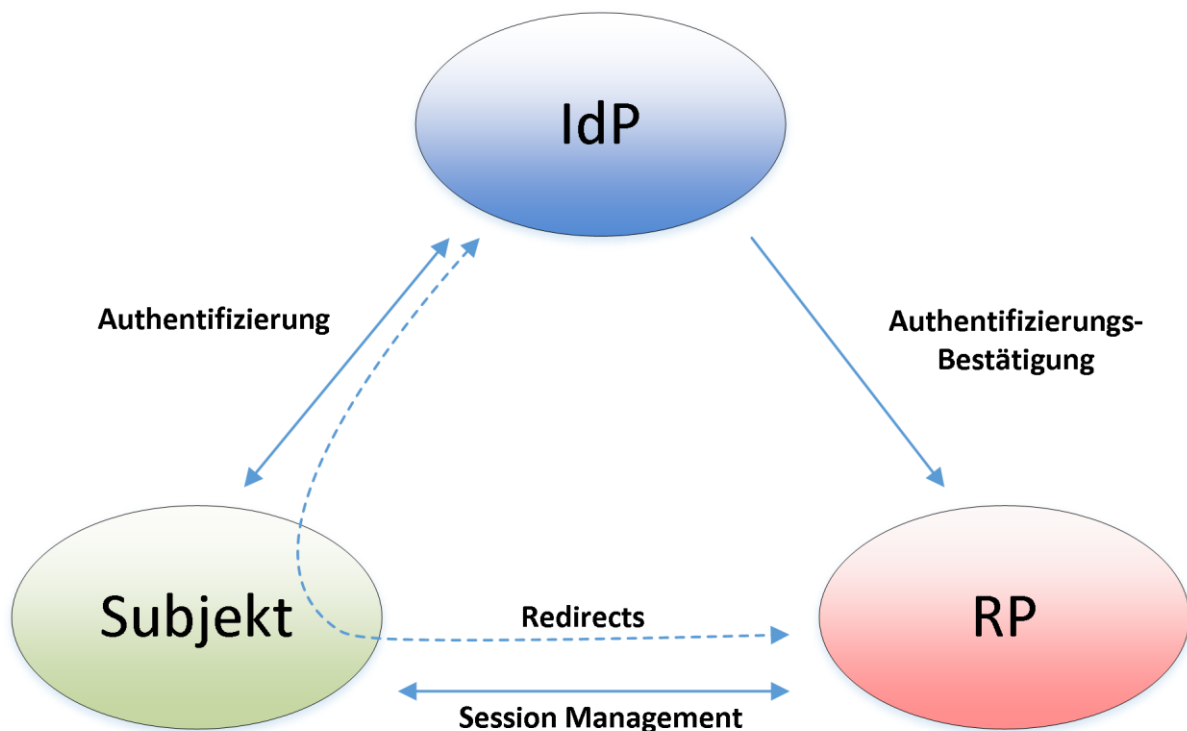 IdP
Authentifizierung
Authentifizierungs-
Bestätigung
Subjekt
Redirects
RP
Session Management